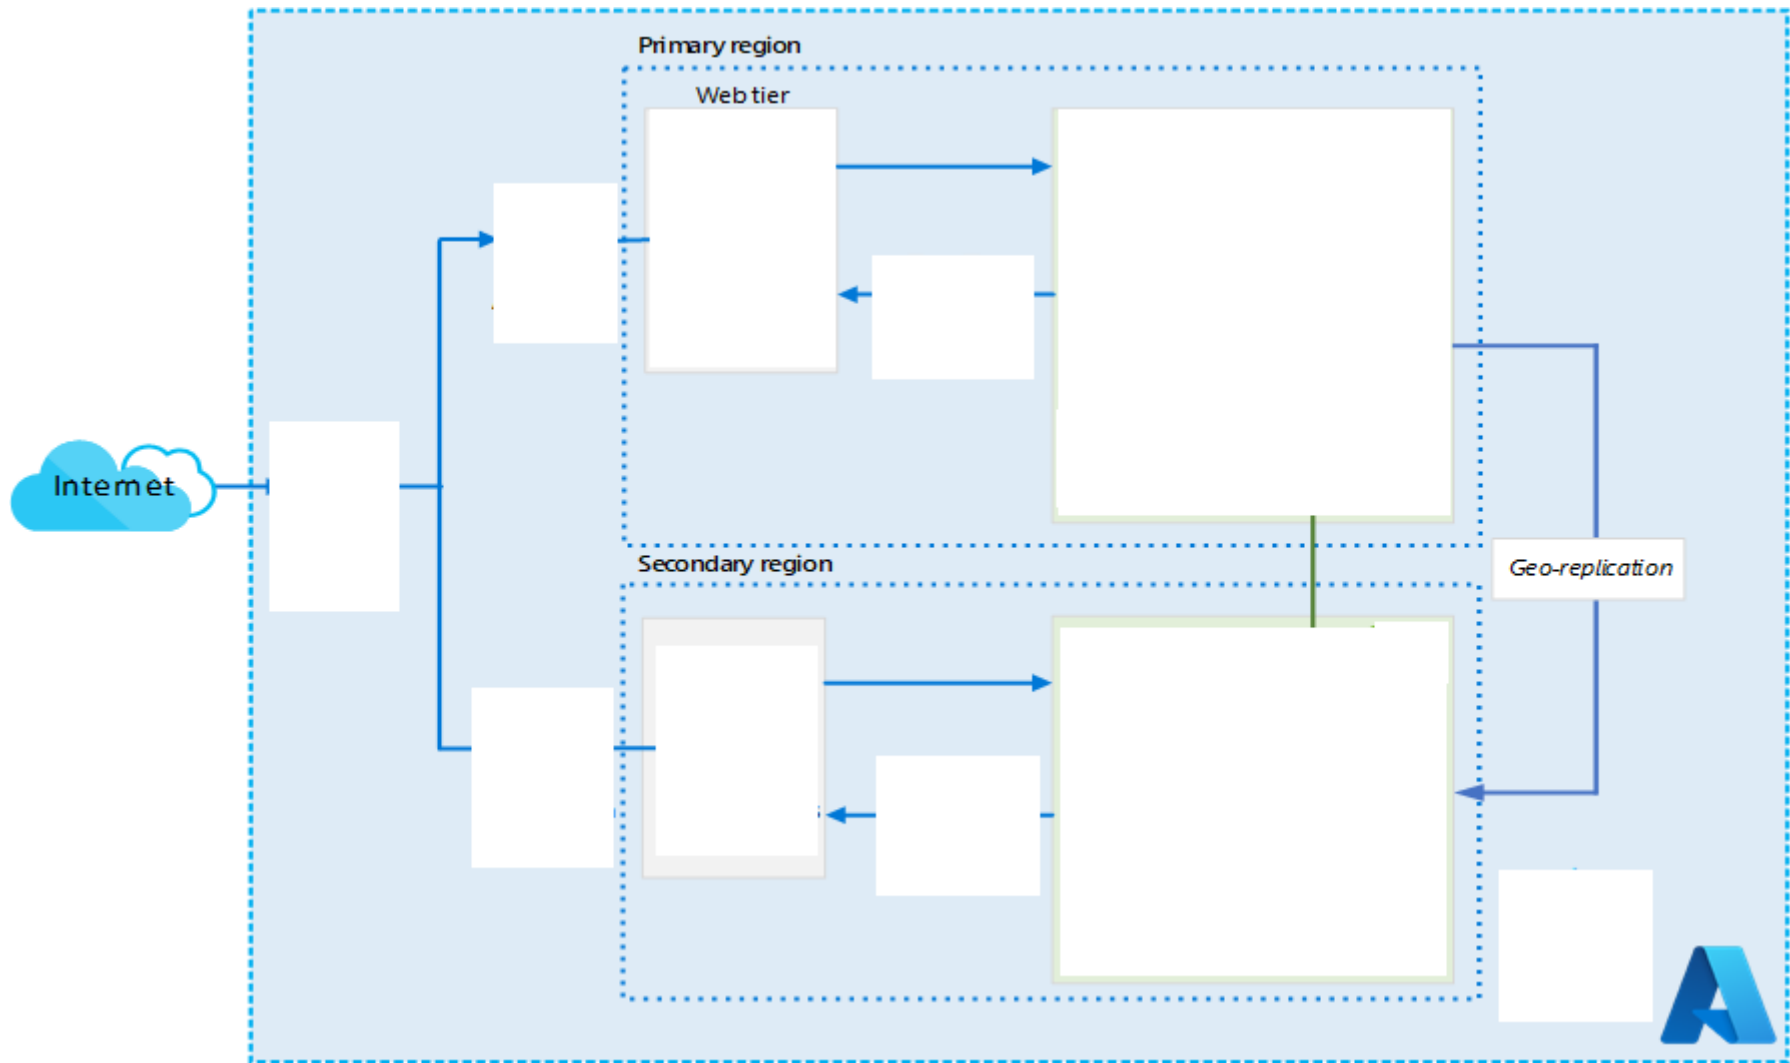 Primary region
Web tier
Internet
Secondary region
Geo-replication